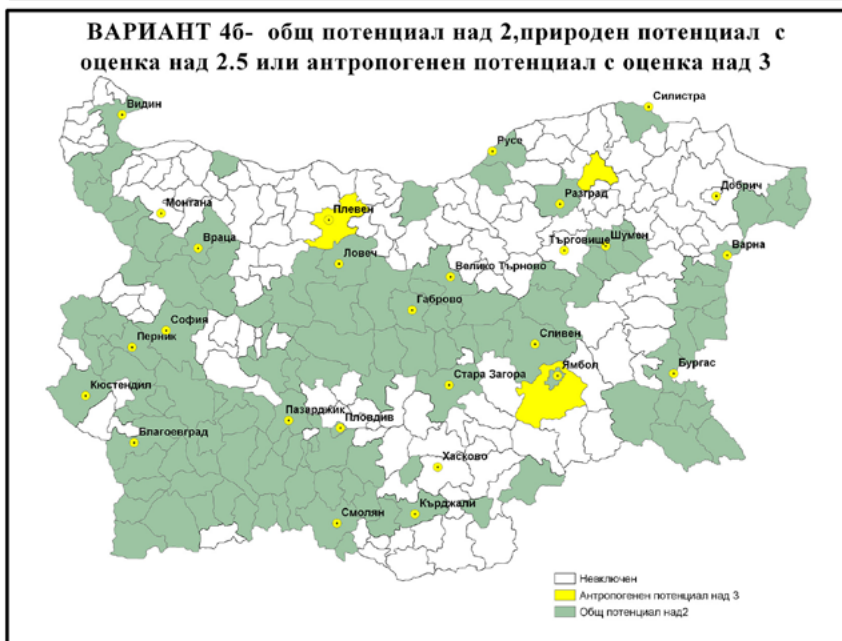 ВАРИАНТ 4б- общ потенциал над 2,природен потенциал с
оценка над 2.5 или антропогенен потенциал с оценка над 3
Силистра
Видин
Русе
Добрич
Разград
Плевен
Монтана
Шумен
Враца
Търговище
Варна
Ловеч
Велико Търново
Габрово
София
Перник
Сливен
Ямбол
Бургас
Стара Загора
Кюстендил
Пазарджик
Пловдив
Благоевград
Хасково
Кърджали
Смолян
Невключен
Антропогенен потенциал над 3
Общ потенциал над2